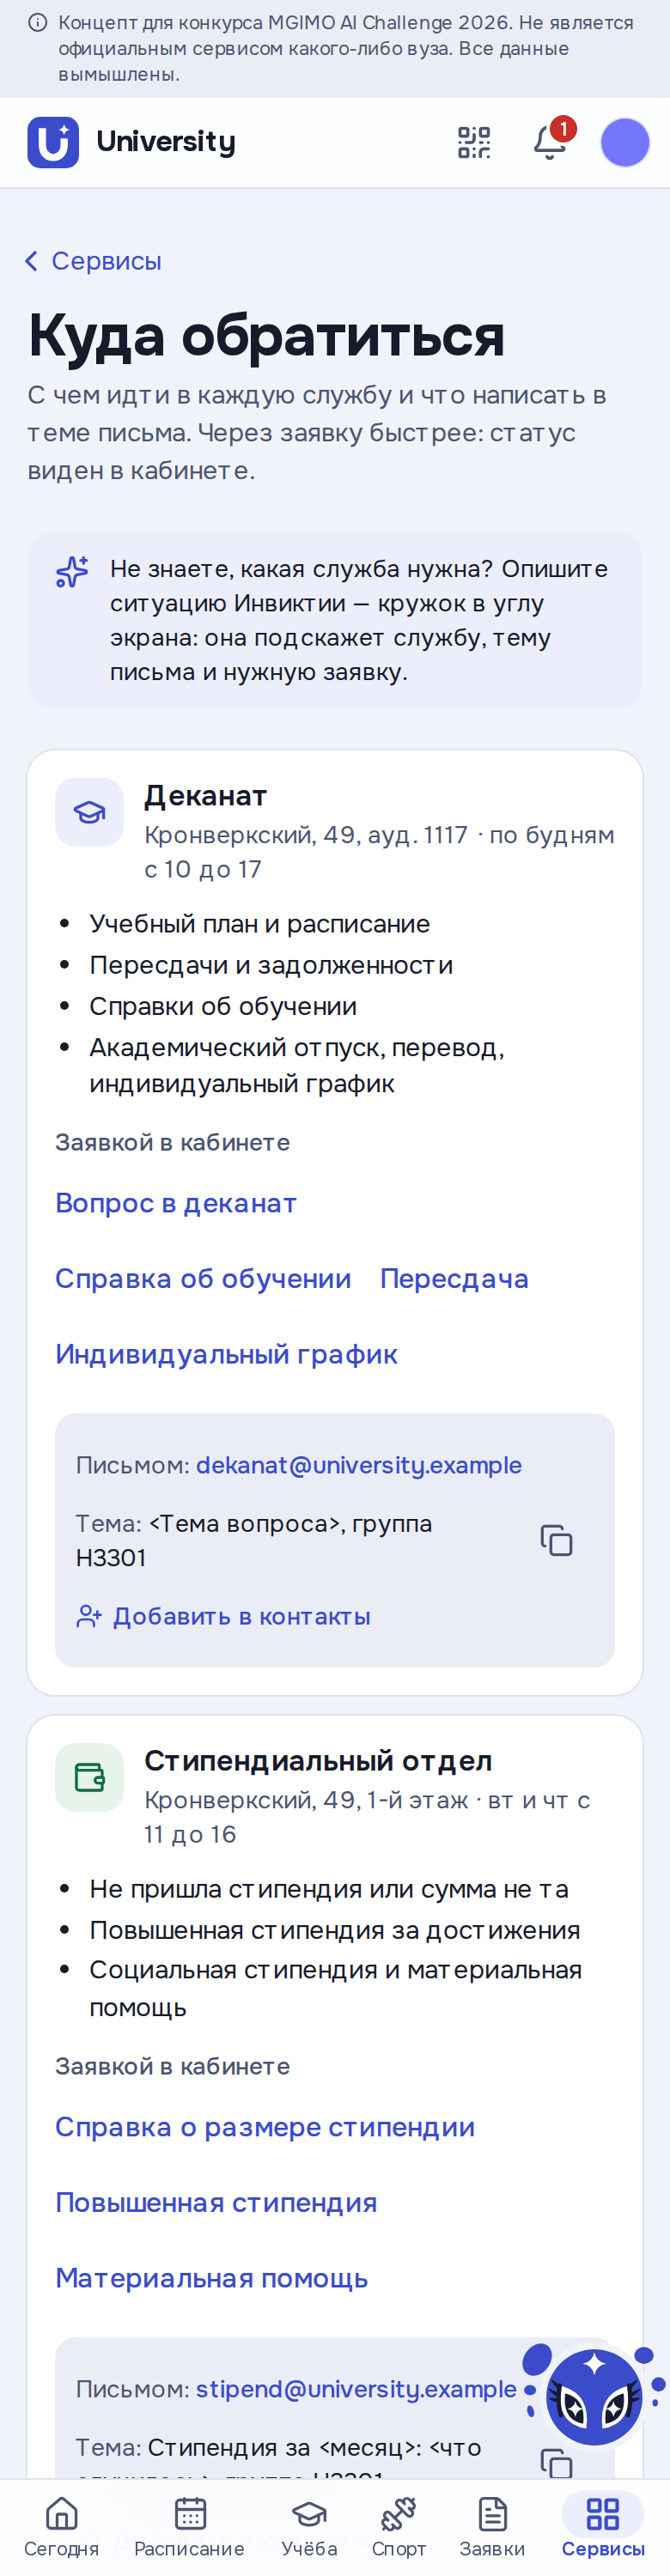 Концепт для конкурса MGIMO AI Challenge 2026. Не является
официальным сервисом какого-либо вуза. Все данные
вымышлены.
University
1
Сервисы
Куда обратиться
С чем идти в каждую службу и что написать в
теме письма. Через заявку быстрее: статус
виден в кабинете.
Не знаете, какая служба нужна? Опишите
ситуацию Инвиктии — кружок в углу
экрана: она подскажет службу, тему
письма и нужную заявку.
Деканат
Кронверкский, 49, ауд. 1117 · по будням
с 10 до 17
• Учебный план и расписание
• Пересдачи и задолженности
• Справки об обучении
• Академический отпуск, перевод,
индивидуальный график
Заявкой в кабинете
Вопрос в деканат
Справка об обучении Пересдача
Индивидуальный график
Письмом: dekanat@university.example
Тема: <Тема вопроса>, группа
Н3301
Добавить в контакты
Стипендиальный отдел
Кронверкский, 49, 1-й этаж · вт и чт с
11 до 16
• Не пришла стипендия или сумма не та
• Повышенная стипендия за достижения
• Социальная стипендия и материальная
помощь
Заявкой в кабинете
Справка о размере стипендии
Повышенная стипендия
Материальная помощь
Письмом: stipend@university.example
Тема: Стипендия за <месяц>: <что
Сегодня Расписание Учёба Спорт Заявки Сервисы